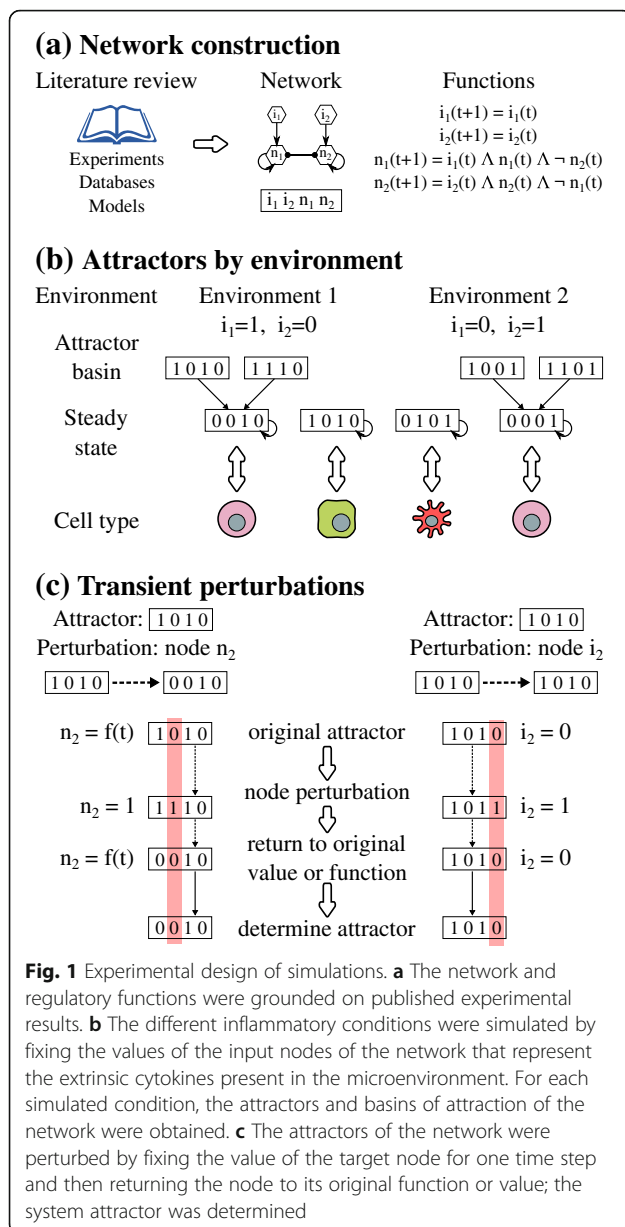 (a) Network construction
Literature review
Network
Functions
Experiments
Databases
Models
i₁ i₂
n₁ n₂
i₁ i₂ n₁ n₂
i₁(t+1) = i₁(t)
i₂(t+1) = i₂(t)
n₁(t+1) = i₁(t) Λ n₁(t) Λ ¬ n₂(t)
n₂(t+1) = i₂(t) Λ n₂(t) Λ ¬ n₁(t)
(b) Attractors by environment
Environment
Environment 1
i₁=1, i₂=0
Environment 2
i₁=0, i₂=1
Attractor
basin
1 0 1 0
1 1 1 0
1 0 0 1
1 1 0 1
Steady
state
0 0 1 0
1 0 1 0
0 1 0 1
0 0 0 1
Cell type
(c) Transient perturbations
Attractor: 1 0 1 0
Perturbation: node n₂
1 0 1 0
0 0 1 0
Attractor: 1 0 1 0
Perturbation: node i₂
1 0 1 0
1 0 1 0
n₂ = f(t) 1 0 1 0
original attractor
1 0 1 0 i₂ = 0
node perturbation
n₂ = 1 1 1 1 0
1 0 1 1 i₂ = 1
return to original
value or function
n₂ = f(t) 0 0 1 0
1 0 1 0 i₂ = 0
0 0 1 0
determine attractor
1 0 1 0
Fig. 1 Experimental design of simulations. a The network and
regulatory functions were grounded on published experimental
results. b The different inflammatory conditions were simulated by
fixing the values of the input nodes of the network that represent
the extrinsic cytokines present in the microenvironment. For each
simulated condition, the attractors and basins of attraction of the
network were obtained. c The attractors of the network were
perturbed by fixing the value of the target node for one time step
and then returning the node to its original function or value; the
system attractor was determined